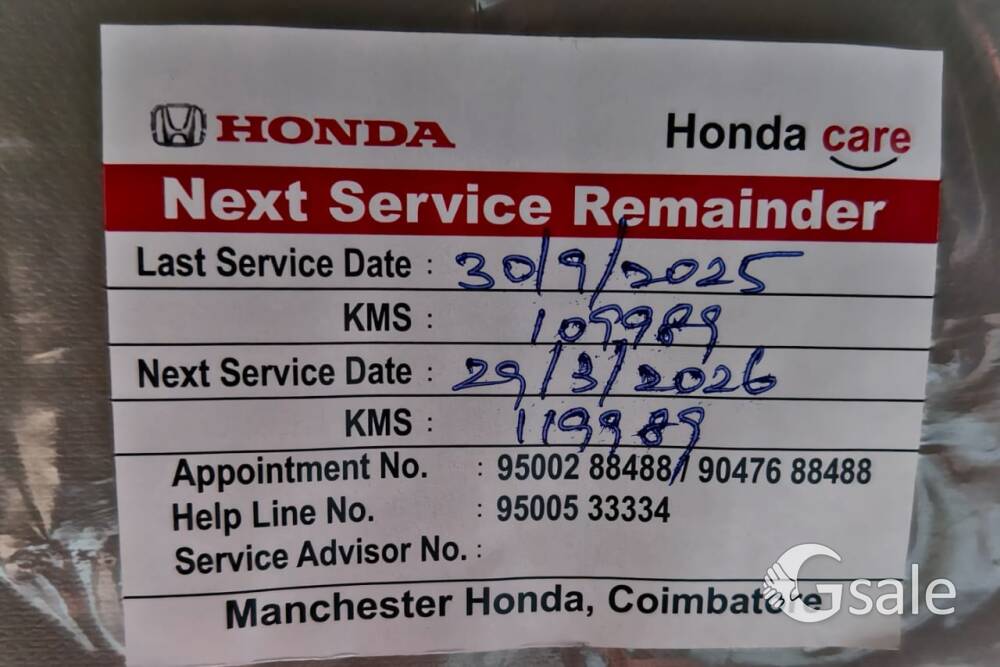 HONDA Honda care
Next Service Remainder
Last Service Date : 30/9/2025
KMS : 109989
Next Service Date : 29/3/2026
KMS : 119989
Appointment No. : 95002 88488/ 90476 88488
Help Line No. : 95005 33334
Service Advisor No. :
Manchester Honda, Coimbatore
Gsale